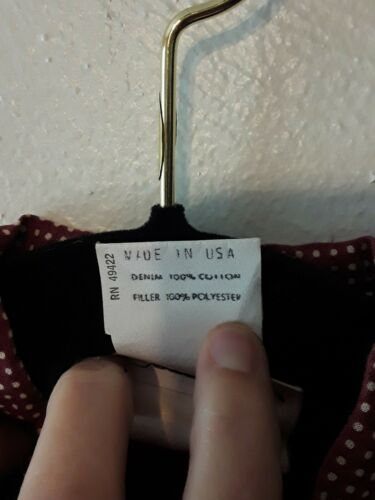 MADE IN USA
RN 49422
DENIM 100% COTTON
FILLER 100% POLYESTER